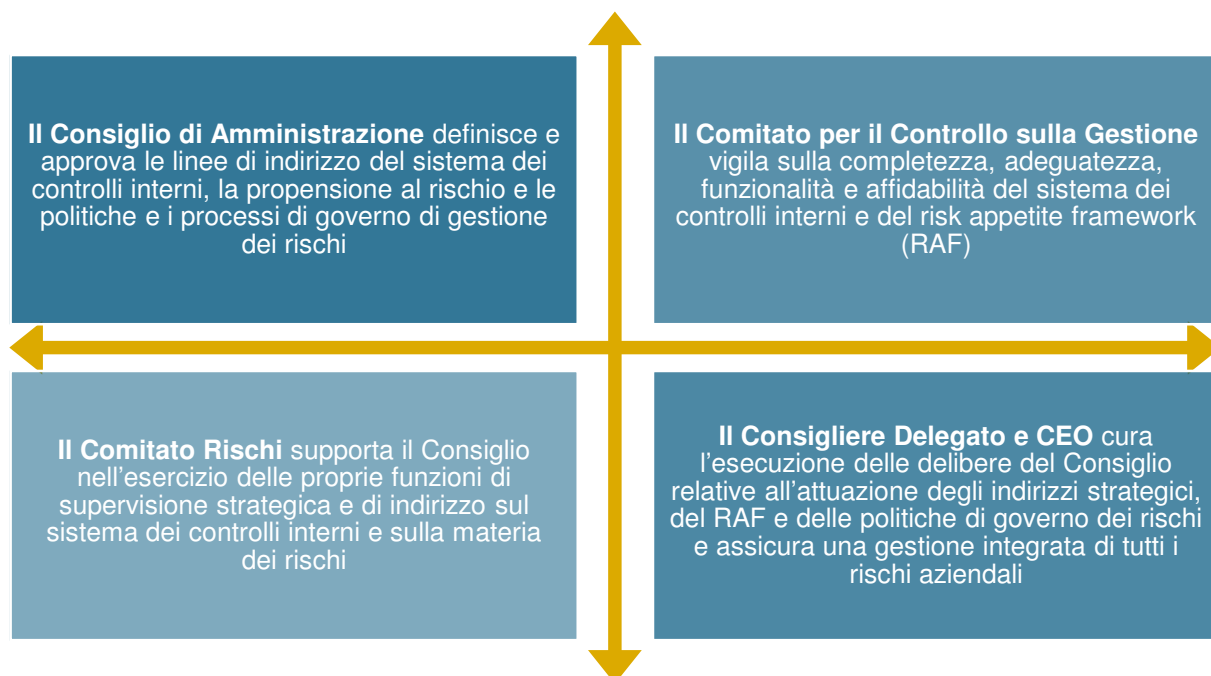 Il Consiglio di Amministrazione definisce e
approva le linee di indirizzo del sistema dei
controlli interni, la propensione al rischio e le
politiche e i processi di governo di gestione
dei rischi
Il Comitato per il Controllo sulla Gestione
vigila sulla completezza, adeguatezza,
funzionalità e affidabilità del sistema dei
controlli interni e del risk appetite framework
(RAF)
Il Comitato Rischi supporta il Consiglio
nell’esercizio delle proprie funzioni di
supervisione strategica e di indirizzo sul
sistema dei controlli interni e sulla materia
dei rischi
Il Consigliere Delegato e CEO cura
l’esecuzione delle delibere del Consiglio
relative all’attuazione degli indirizzi strategici,
del RAF e delle politiche di governo dei rischi
e assicura una gestione integrata di tutti i
rischi aziendali